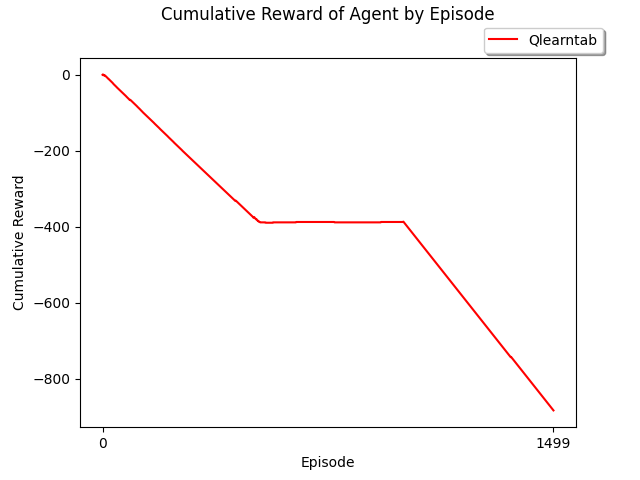 Cumulative Reward of Agent by Episode
Qlearntab
0
−200
−400
−600
−800
Cumulative Reward
0
1499
Episode